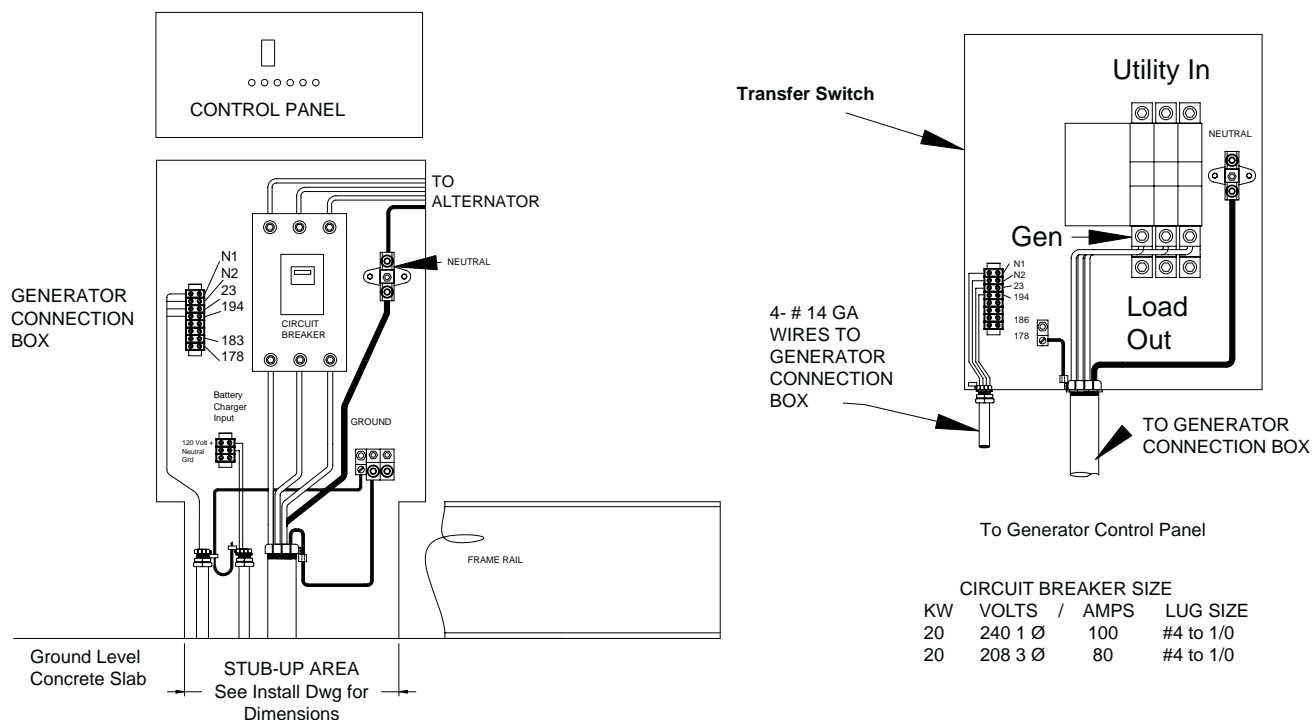 CONTROL PANEL
TO
ALTERNATOR
NEUTRAL
N1
N2
23
194
183
178
GENERATOR
CONNECTION
BOX
CIRCUIT
BREAKER
Battery
Charger
Input
120 Volt +
Neutral
Grd
GROUND
FRAME RAIL
Ground Level
Concrete Slab
STUB-UP AREA
See Install Dwg for
Dimensions
Transfer Switch
Utility In
NEUTRAL
Gen
N1
N2
23
194
186
178
Load
Out
4- # 14 GA
WIRES TO
GENERATOR
CONNECTION
BOX
TO GENERATOR
CONNECTION BOX
To Generator Control Panel
CIRCUIT BREAKER SIZE
KW VOLTS / AMPS LUG SIZE
20 240 1 Ø 100 #4 to 1/0
20 208 3 Ø 80 #4 to 1/0